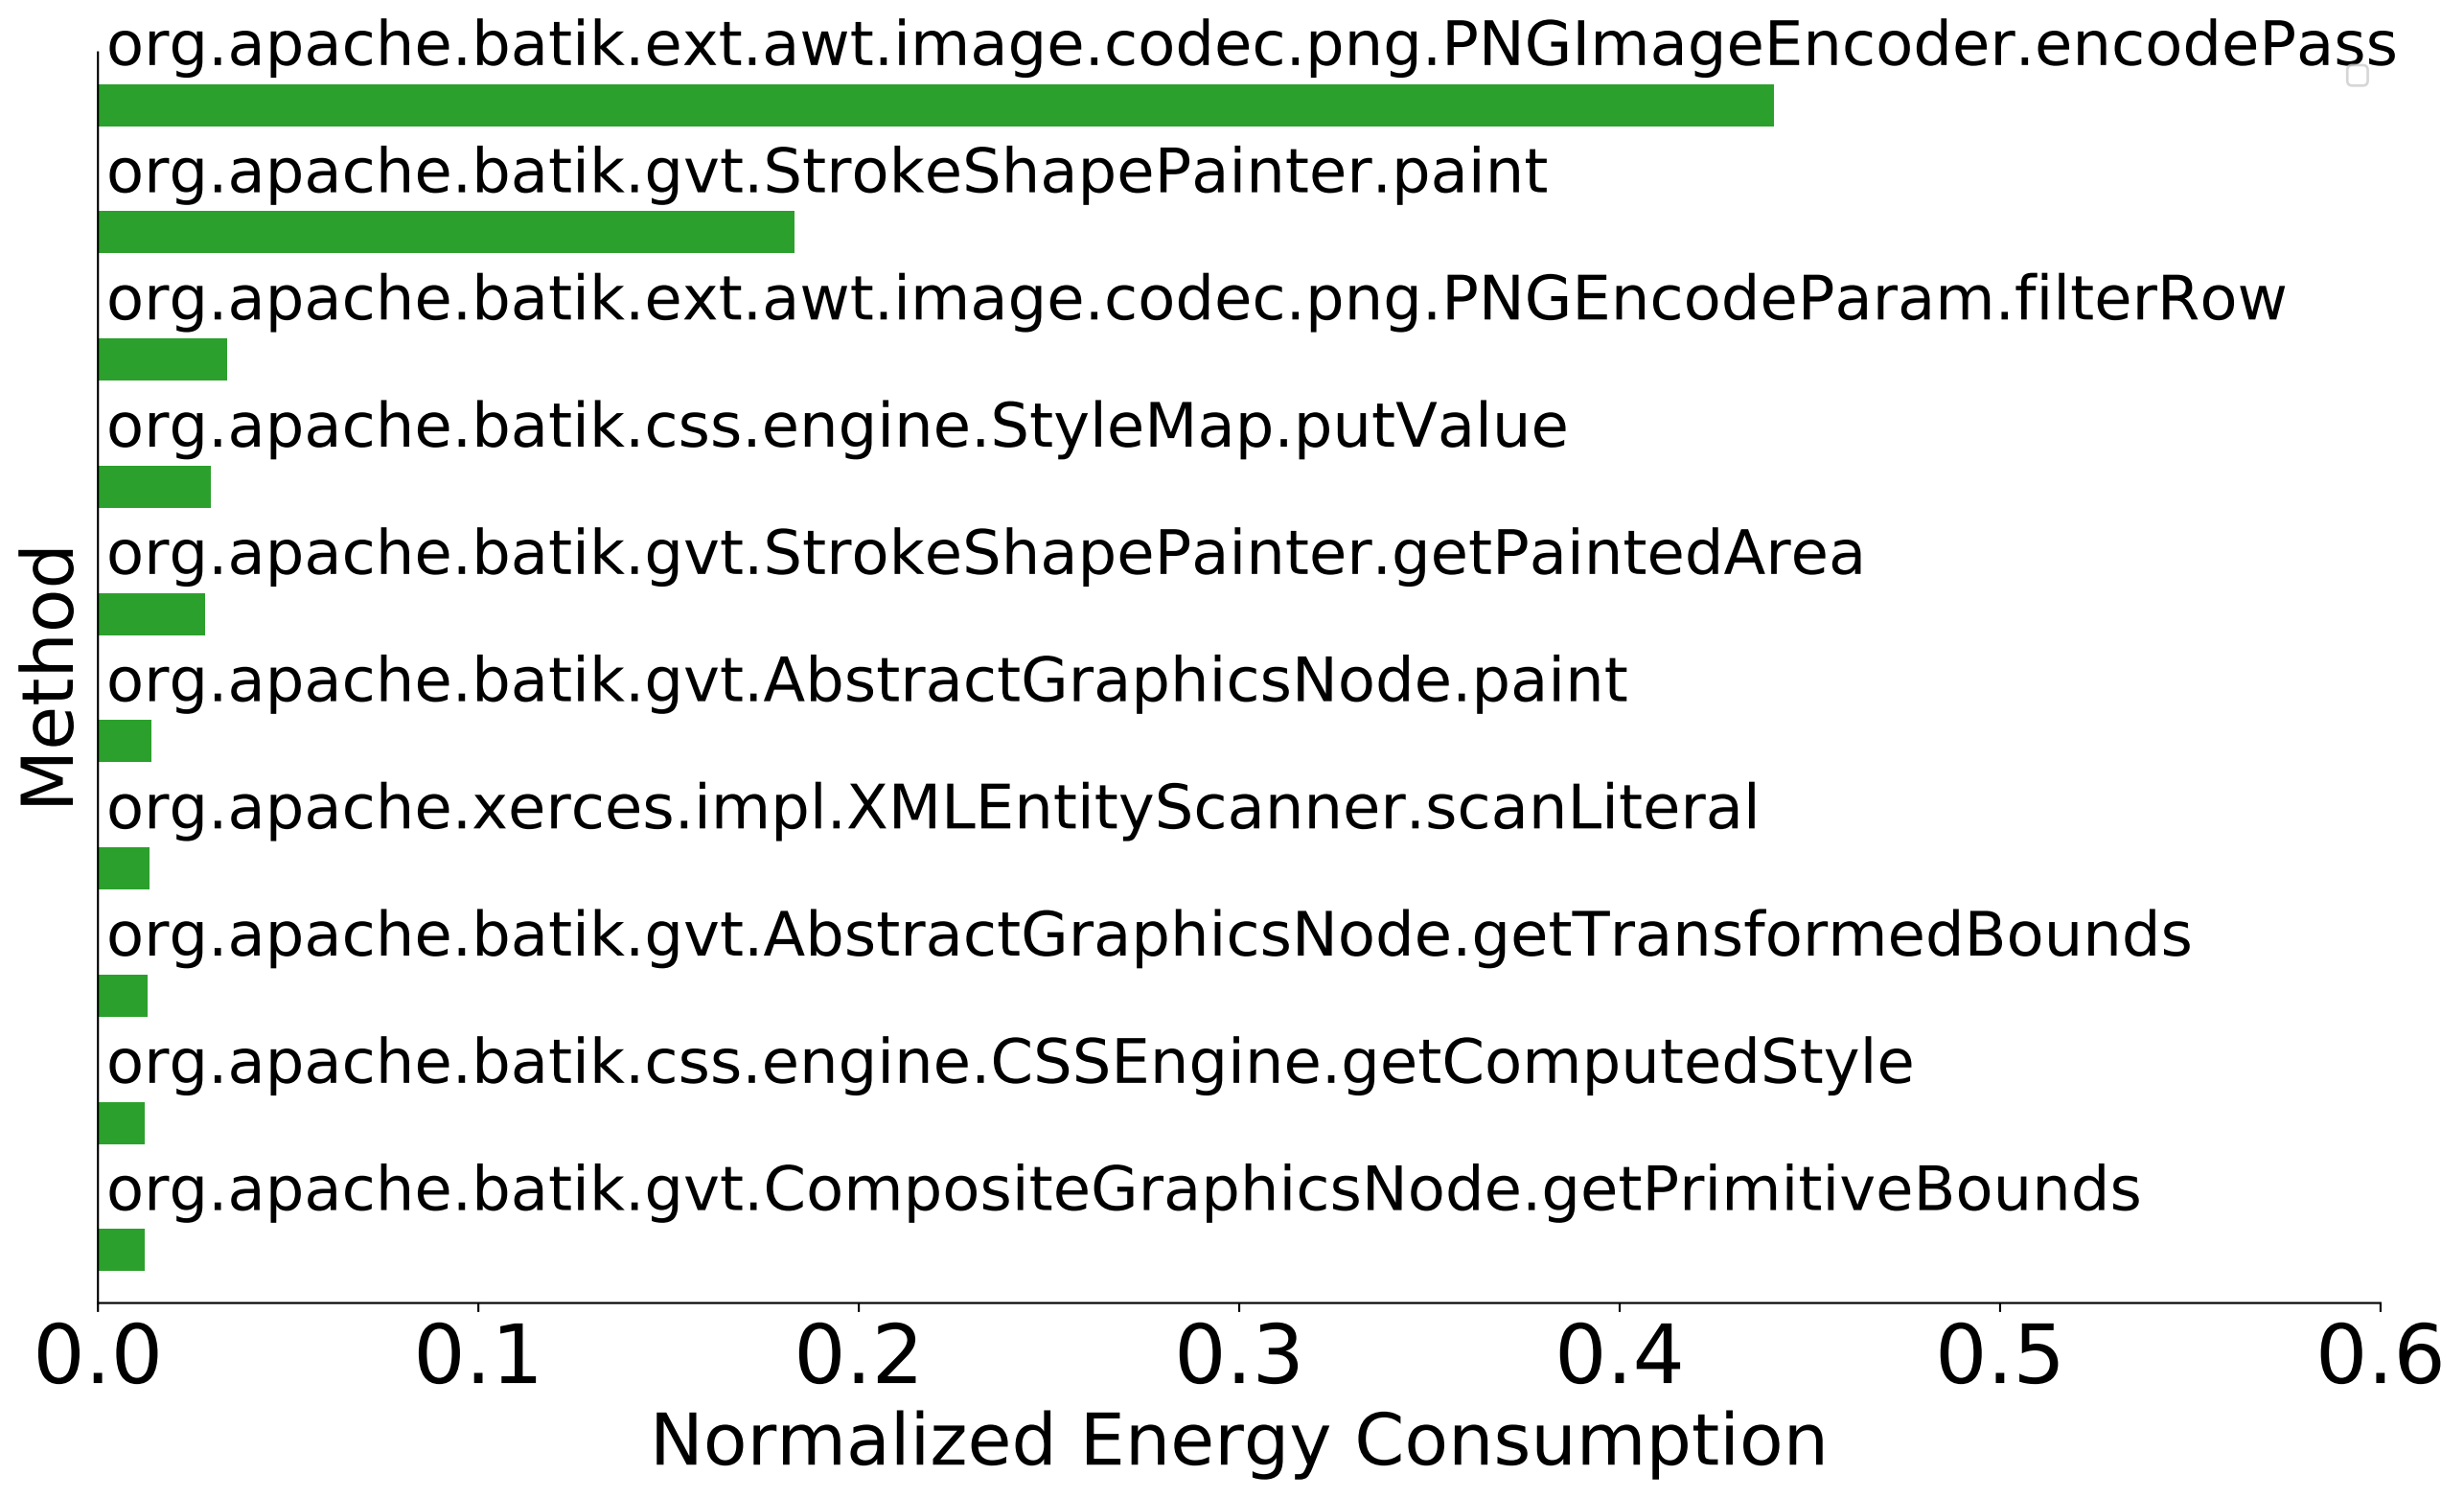 org.apache.batik.ext.awt.image.codec.png.PNGImageEncoder.encodePass
org.apache.batik.gvt.StrokeShapePainter.paint
org.apache.batik.ext.awt.image.codec.png.PNGEncodeParam.filterRow
org.apache.batik.css.engine.StyleMap.putValue
org.apache.batik.gvt.StrokeShapePainter.getPaintedArea
org.apache.batik.gvt.AbstractGraphicsNode.paint
org.apache.xerces.impl.XMLEntityScanner.scanLiteral
org.apache.batik.gvt.AbstractGraphicsNode.getTransformedBounds
org.apache.batik.css.engine.CSSEngine.getComputedStyle
org.apache.batik.gvt.CompositeGraphicsNode.getPrimitiveBounds
Method
0.0 0.1 0.2 0.3 0.4 0.5 0.6
Normalized Energy Consumption